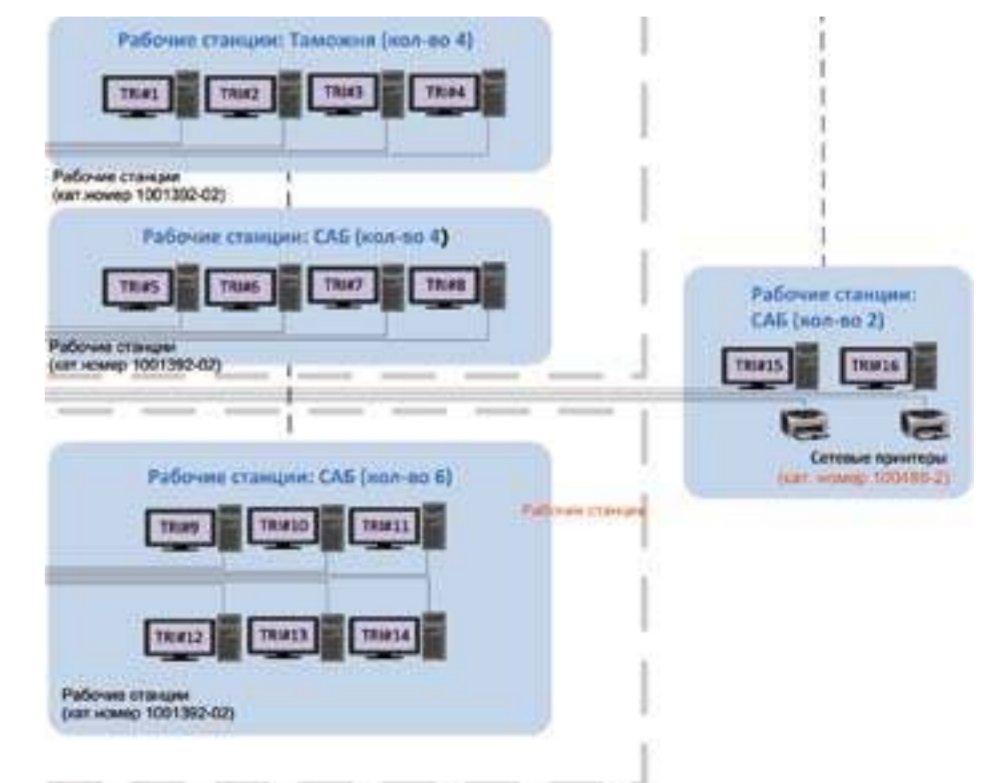 Рабочие станции: Таможня (кол-во 4)
TRI#1 TRI#2 TRI#3 TRI#4
Рабочие станции
(кат.номер 1001392-02)
Рабочие станции: САБ (кол-во 4)
TRI#5 TRI#6 TRI#7 TRI#8
Рабочие станции
(кат.номер 1001392-02)
Рабочие станции: САБ (кол-во 6)
TRI#9 TRI#10 TRI#11
TRI#12 TRI#13 TRI#14
Рабочие станции
(кат.номер 1001392-02)
Рабочие станции
Рабочие станции:
САБ (кол-во 2)
TRI#15 TRI#16
Сетевые принтеры
(кат. номер 100486-2)